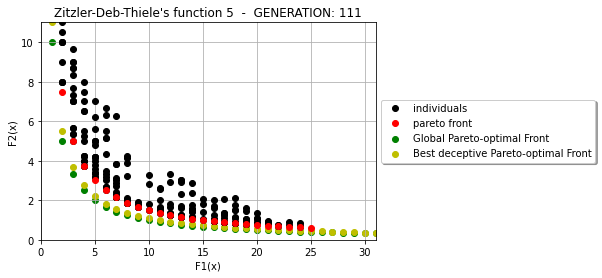 Zitzler-Deb-Thiele's function 5 - GENERATION: 111
10
8
6
4
2
0
F2(x)
0 5 10 15 20 25 30
F1(x)
individuals
pareto front
Global Pareto-optimal Front
Best deceptive Pareto-optimal Front